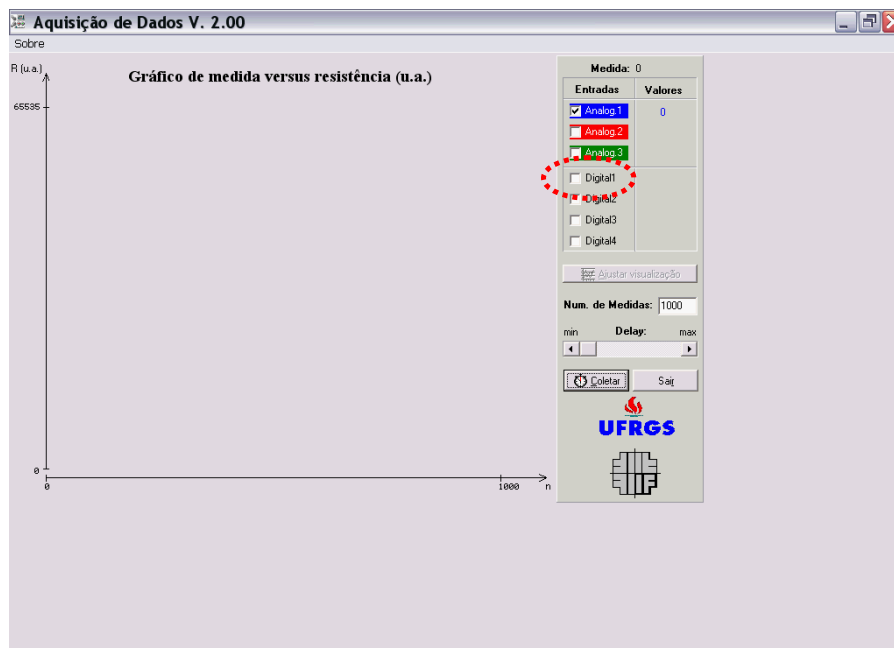 Aquisição de Dados V. 2.00
Sobre
R (u.a.)
Gráfico de medida versus resistência (u.a.)
65535
0
0
1000
n
Medida: 0
Entradas Valores
Analog.1 0
Analog.2
Analog.3
Digital1
Digital2
Digital3
Digital4
Ajustar visualização
Num. de Medidas: 1000
min Delay: max
Coletar Sair
UFRGS
IF